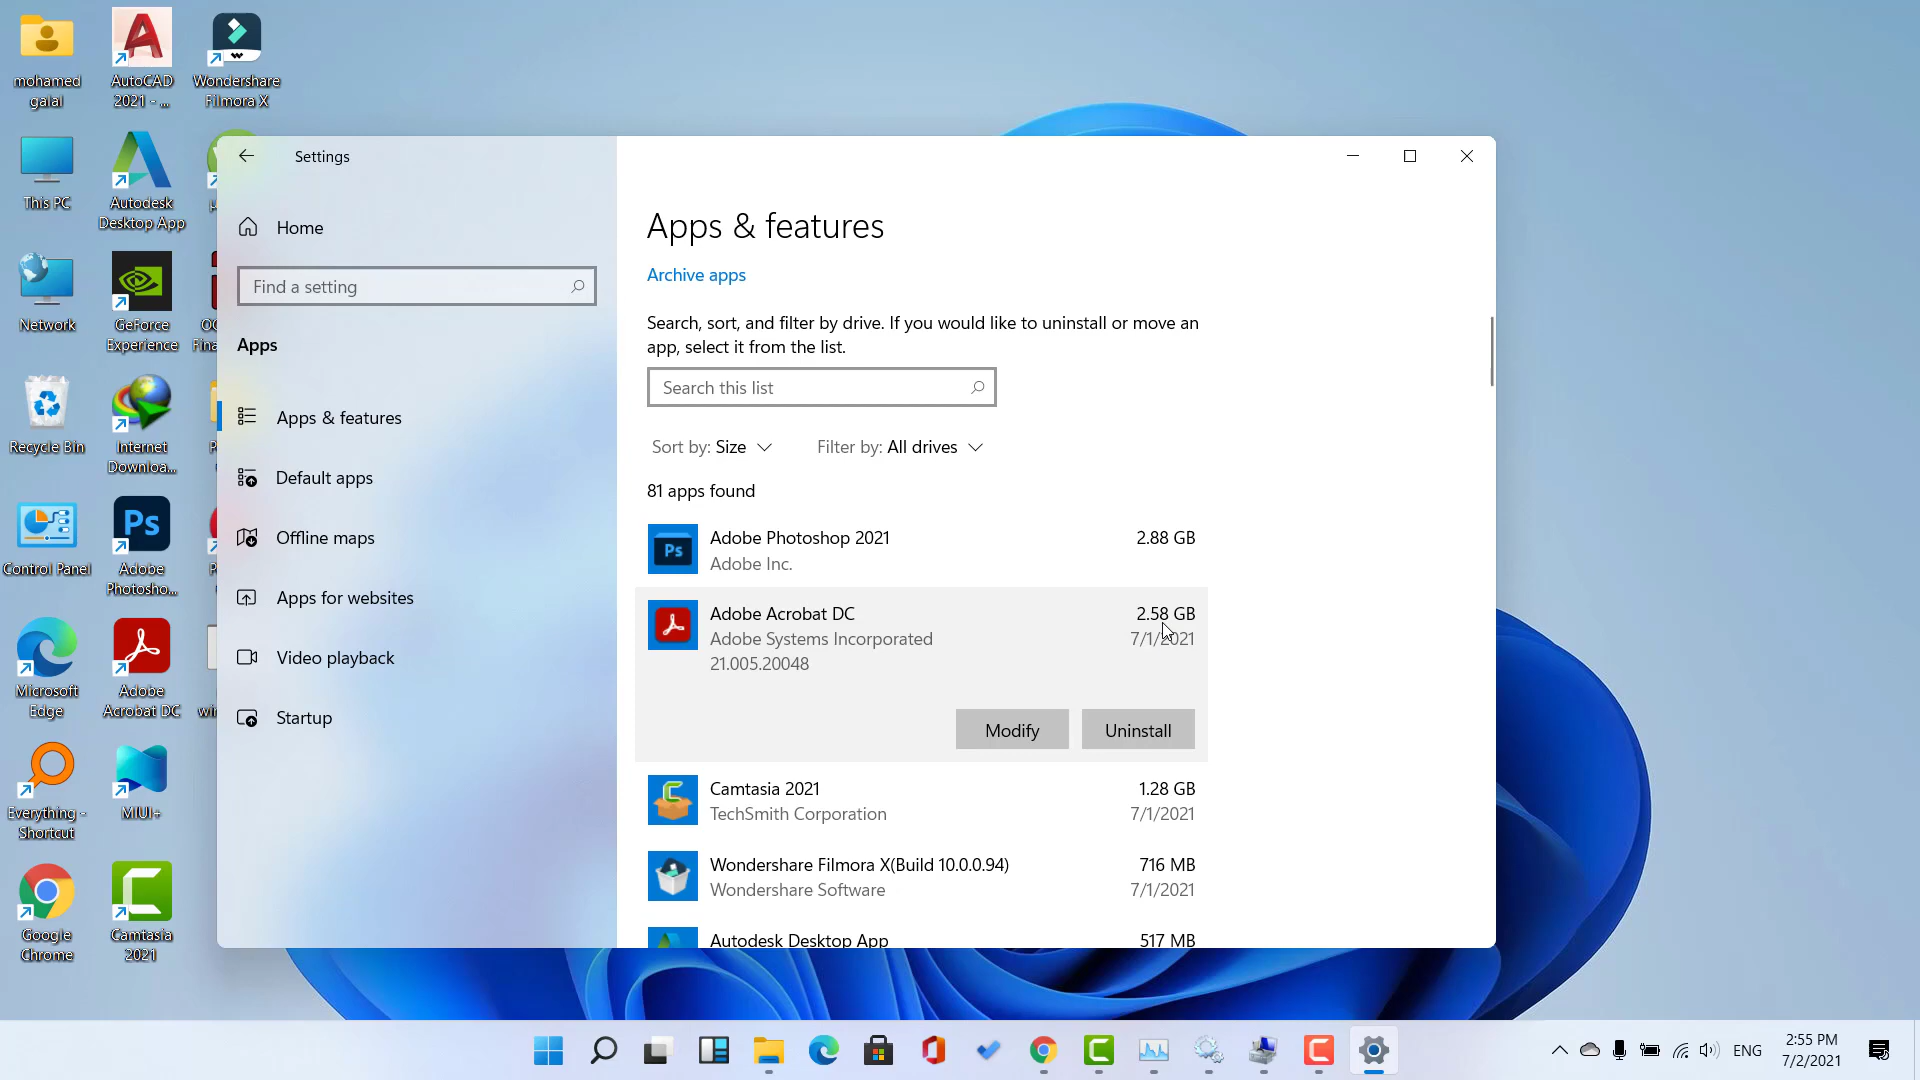 mohamed
galal
AutoCAD
2021 - ...
Wondershare
Filmora X
This PC
Autodesk
Desktop App
Network
GeForce
Experience
Recycle Bin
Internet
Downloa...
Control Panel
Ps
Adobe
Photosho...
Microsoft
Edge
Adobe
Acrobat DC
Everything -
Shortcut
MIUI+
Google
Chrome
Camtasia
2021
Settings
Home
Find a setting
Apps
Apps & features
Default apps
Offline maps
Apps for websites
Video playback
Startup
Apps & features
Archive apps
Search, sort, and filter by drive. If you would like to uninstall or move an
app, select it from the list.
Search this list
Sort by: Size
Filter by: All drives
81 apps found
Ps
Adobe Photoshop 2021
2.88 GB
Adobe Inc.
Adobe Acrobat DC
2.58 GB
Adobe Systems Incorporated
7/1/2021
21.005.20048
Modify
Uninstall
Camtasia 2021
1.28 GB
TechSmith Corporation
7/1/2021
Wondershare Filmora X(Build 10.0.0.94)
716 MB
Wondershare Software
7/1/2021
Autodesk Desktop App
517 MB
ENG
2:55 PM
7/2/2021